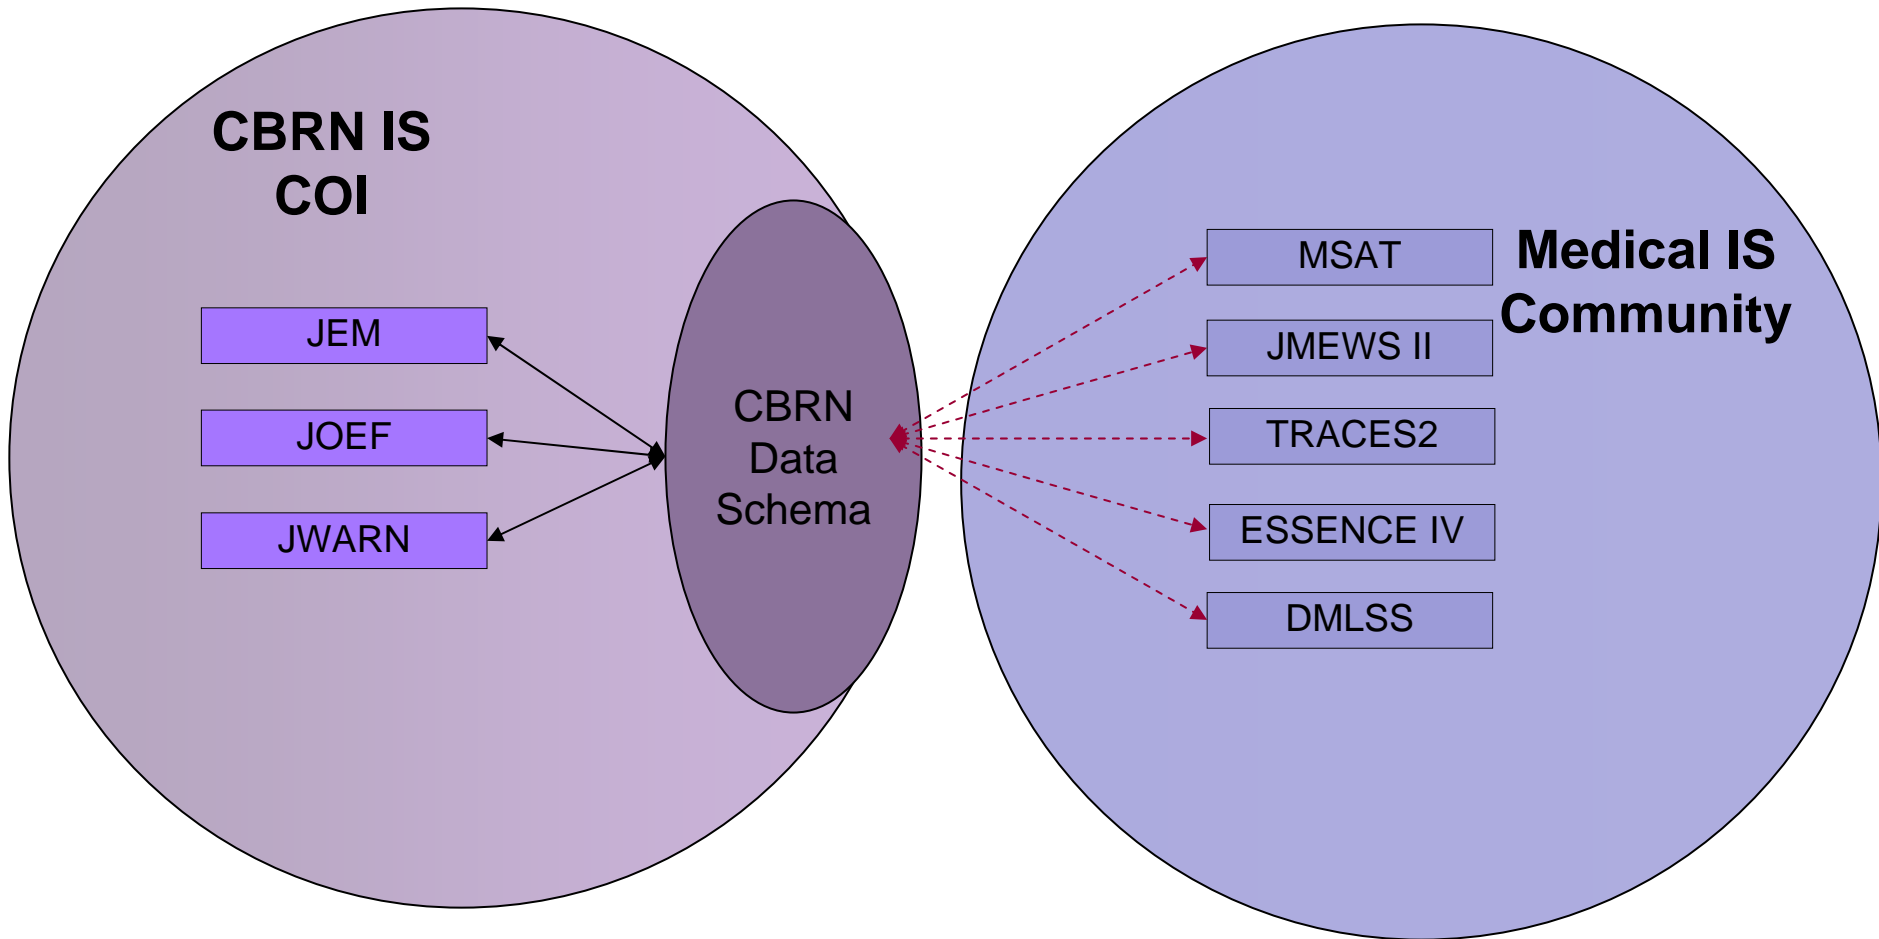 CBRN IS
COI
JEM
JOEF
JWARN
CBRN
Data
Schema
MSAT
JMEWS II
TRACES2
ESSENCE IV
DMLSS
Medical IS
Community